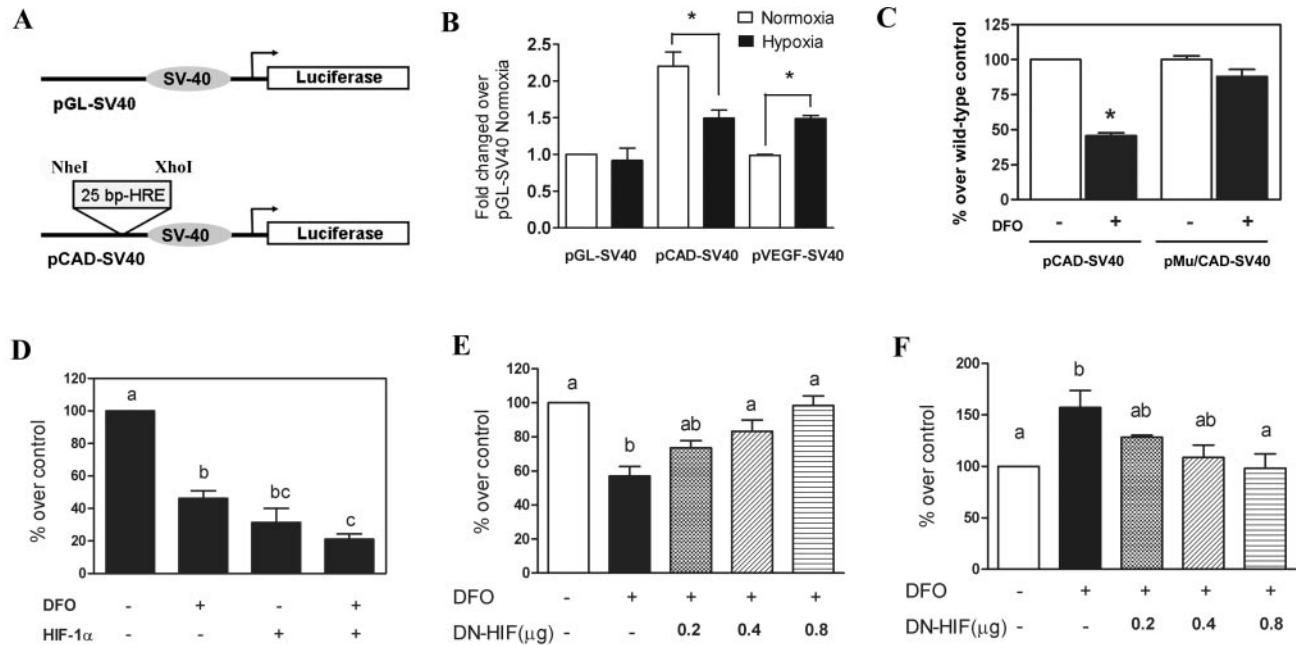 A
SV-40
Luciferase
pGL-SV40
NheI
XhoI
25 bp-HRE
SV-40
Luciferase
pCAD-SV40
B
Normoxia
Hypoxia
Fold changed over
pGL-SV40 Normoxia
2.5
2.0
1.5
1.0
0.5
0.0
*
*
pGL-SV40
pCAD-SV40
pVEGF-SV40
C
% over wild-type control
125
100
75
50
25
0
*
DFO - + - +
pCAD-SV40
pMu/CAD-SV40
D
% over control
120
100
80
60
40
20
0
a
b
bc
c
DFO - + - +
HIF-1α - - + +
E
% over control
120
100
80
60
40
20
0
a
b
ab
a
a
DFO - + + + +
DN-HIF(μg) - - 0.2 0.4 0.8
F
% over control
200
150
100
50
0
a
b
ab
ab
a
DFO - + + + +
DN-HIF(μg) - - 0.2 0.4 0.8